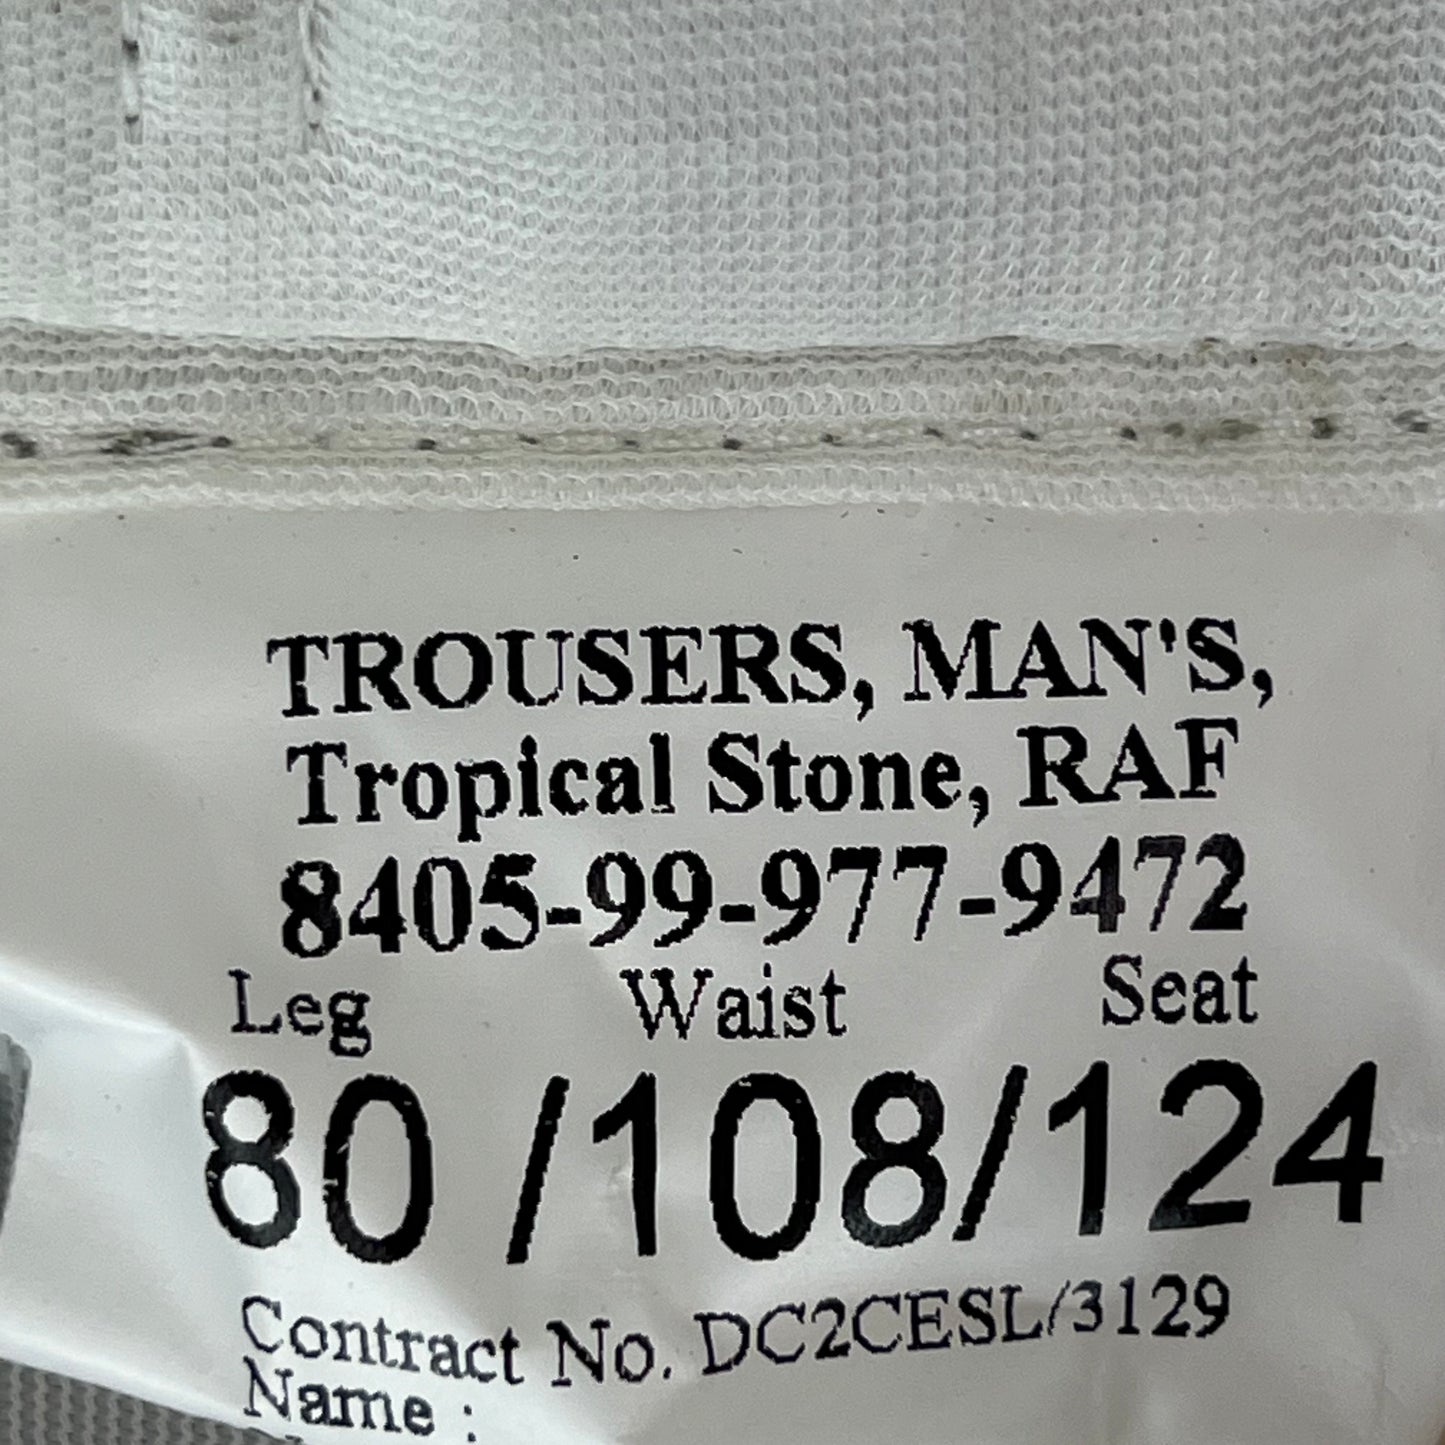 TROUSERS, MAN'S,
Tropical Stone, RAF
8405-99-977-9472
Leg Waist Seat
80 /108/124
Contract No. DC2CESL/3129
Name :